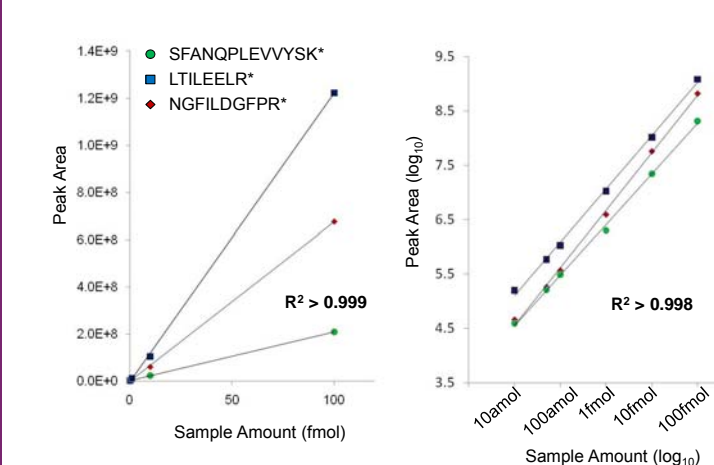 1.4E+9
1.2E+9
1.0E+9
8.0E+8
6.0E+8
4.0E+8
2.0E+8
0.0E+0
Peak Area
SFANQPLEVVYSK*
LTILEELR*
NGFILDGFPR*
R² > 0.999
0
50
100
Sample Amount (fmol)
9.5
8.5
7.5
6.5
5.5
4.5
3.5
Peak Area (log₁₀)
R² > 0.998
10amol
100amol
1fmol
10fmol
100fmol
Sample Amount (log₁₀)